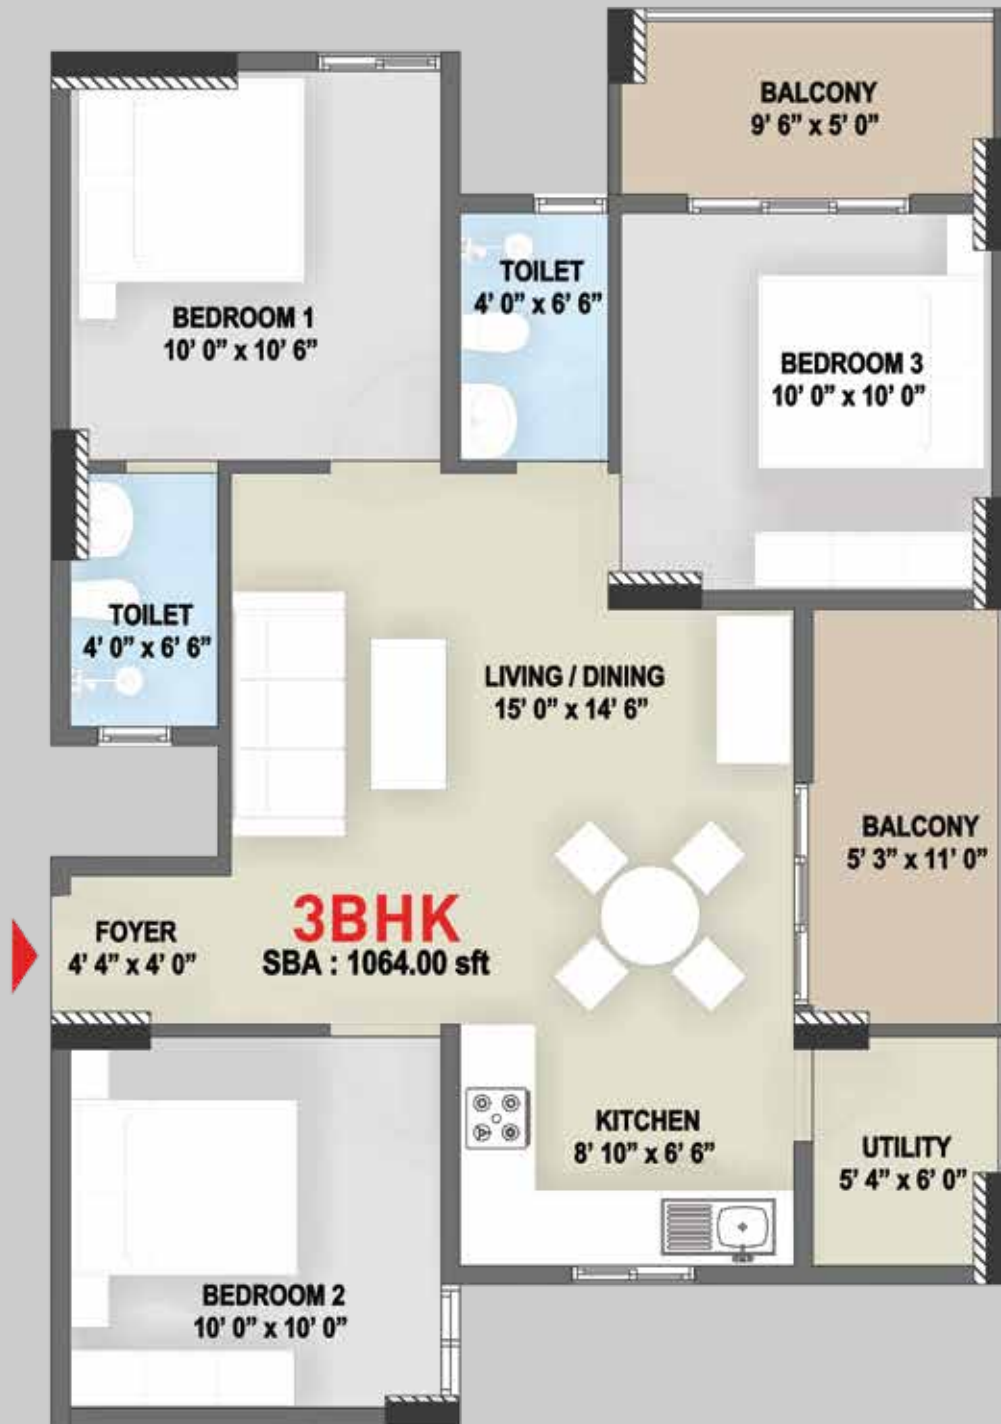 BALCONY
9' 6” x 5' 0”
TOILET
4' 0” x 6' 6”
BEDROOM 1
10' 0” x 10' 6”
BEDROOM 3
10' 0” x 10' 0”
TOILET
4' 0” x 6' 6”
LIVING / DINING
15' 0” x 14' 6”
BALCONY
5' 3” x 11' 0”
FOYER
4' 4” x 4' 0”
3BHK
SBA : 1064.00 sft
KITCHEN
8' 10” x 6' 6”
UTILITY
5' 4” x 6' 0”
BEDROOM 2
10' 0” x 10' 0”